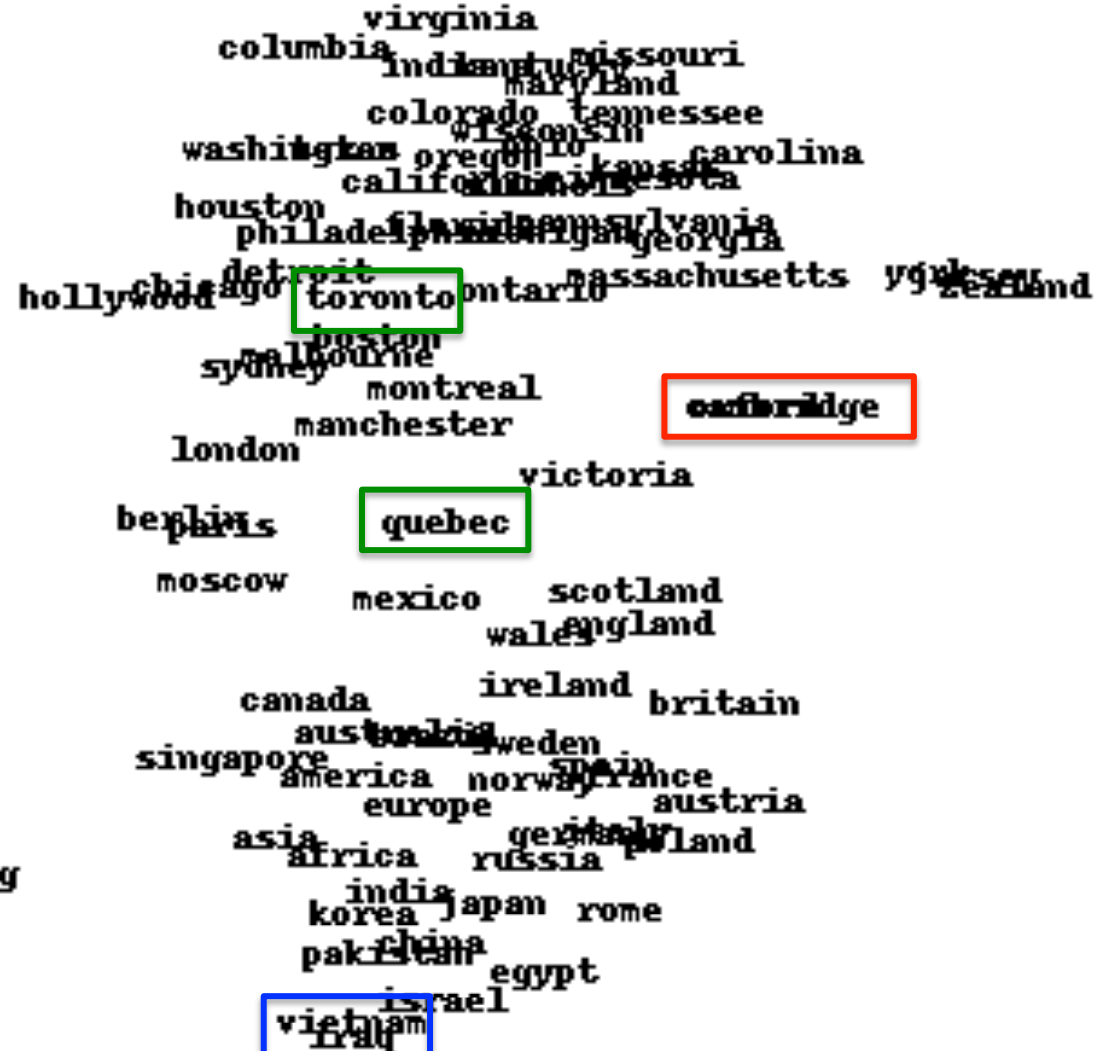 virginia
columbia
missouri
indiana kentucky
maryland
colorado tennessee
wisconsin
washington
oregon ohio
carolina
kansas
california illinois minnesota
houston
florida pennsylvania
philadelphia michigan georgia
detroit
massachusetts york jersey
hollywood chicago toronto ontario zealand
boston
melbourne
sydney
montreal
oxford cambridge
manchester
london
victoria
berlin paris quebec
moscow
mexico scotland
wales england
ireland
canada britain
australia sweden
singapore spain
america norway france
europe austria
asia germany italy poland
africa russia
g
india japan rome
korea
china
pakistan
egypt
israel
vietnam
iraq